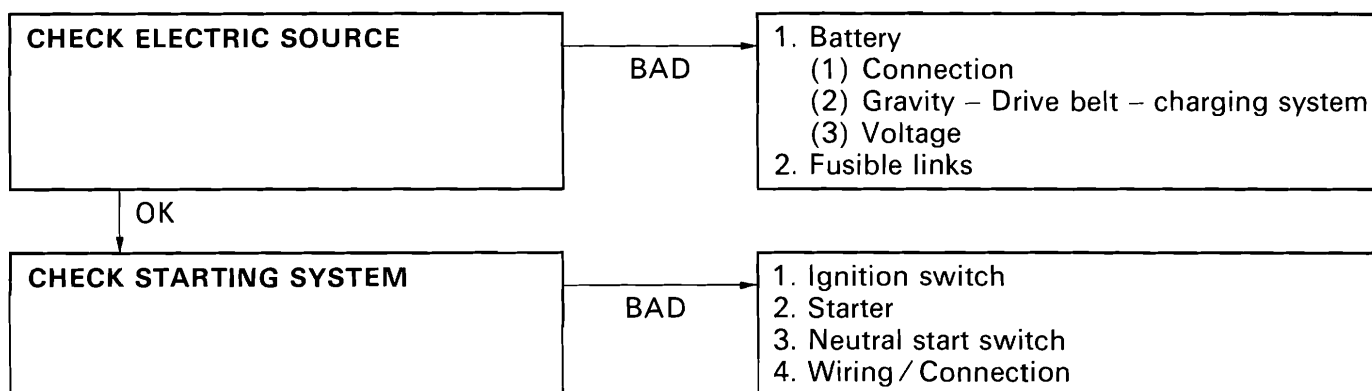 CHECK ELECTRIC SOURCE
BAD
1. Battery
(1) Connection
(2) Gravity – Drive belt – charging system
(3) Voltage
2. Fusible links
OK
CHECK STARTING SYSTEM
BAD
1. Ignition switch
2. Starter
3. Neutral start switch
4. Wiring / Connection